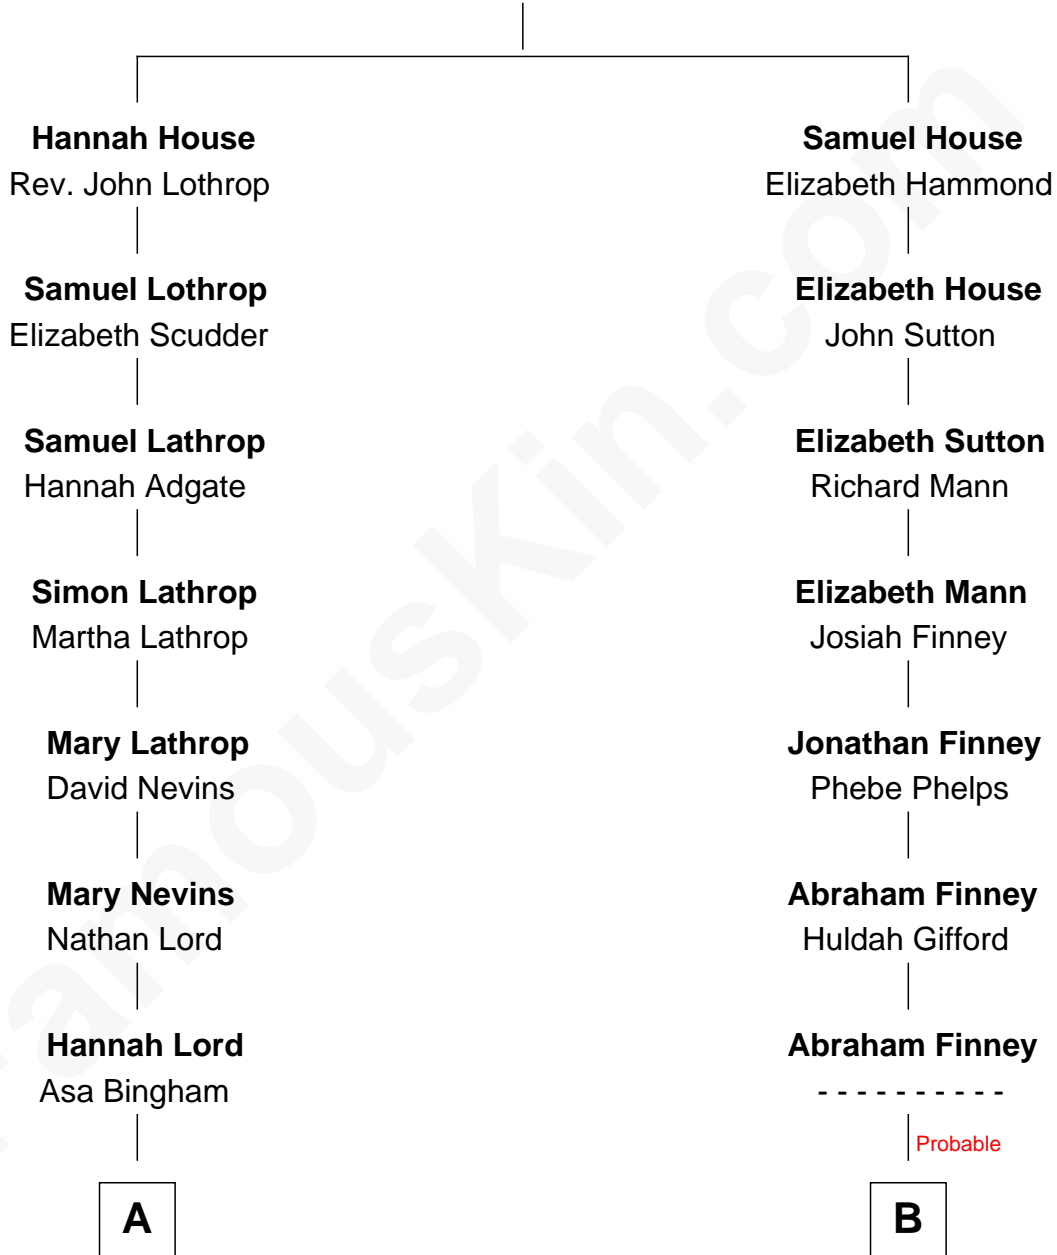 Hannah House
Rev. John Lothrop
Samuel House
Elizabeth Hammond
Samuel Lothrop
Elizabeth Scudder
Elizabeth House
John Sutton
Samuel Lathrop
Hannah Adgate
Elizabeth Sutton
Richard Mann
Simon Lathrop
Martha Lathrop
Elizabeth Mann
Josiah Finney
Mary Lathrop
David Nevins
Jonathan Finney
Phebe Phelps
Mary Nevins
Nathan Lord
Abraham Finney
Huldah Gifford
Hannah Lord
Asa Bingham
Abraham Finney
- - - - - - - - - -
Probable
A
B
FamousKin.com